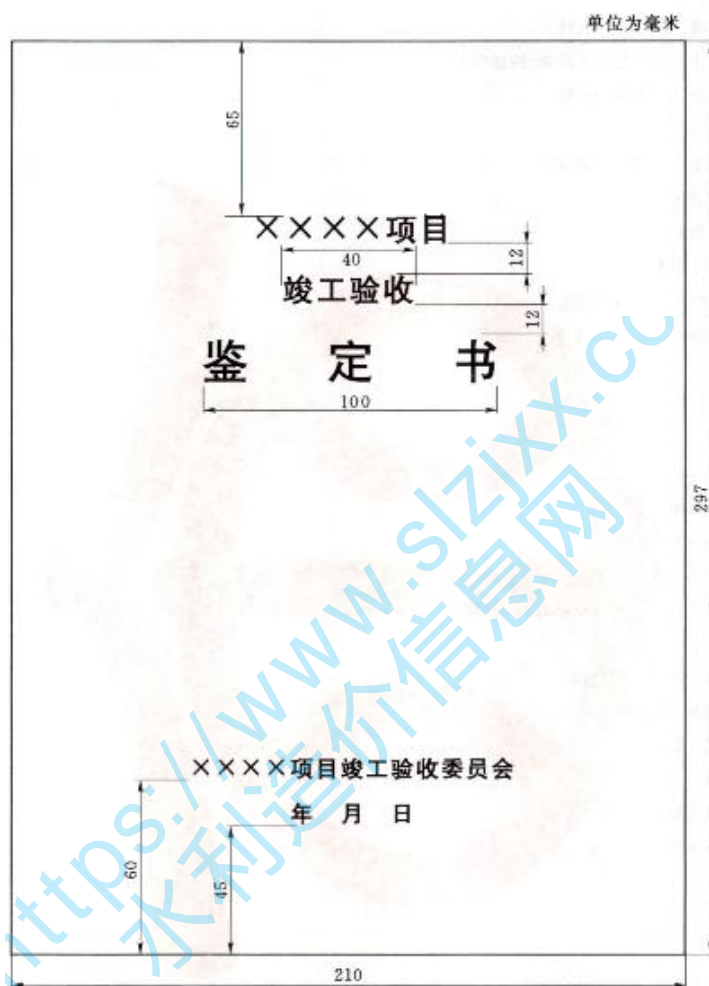 单位为毫米
65
××××项目
40
12
竣工验收
12
鉴 定 书
100
297
https://www.slzjxx.cc
水利造价信息网
××××项目竣工验收委员会
年 月 日
60
45
210